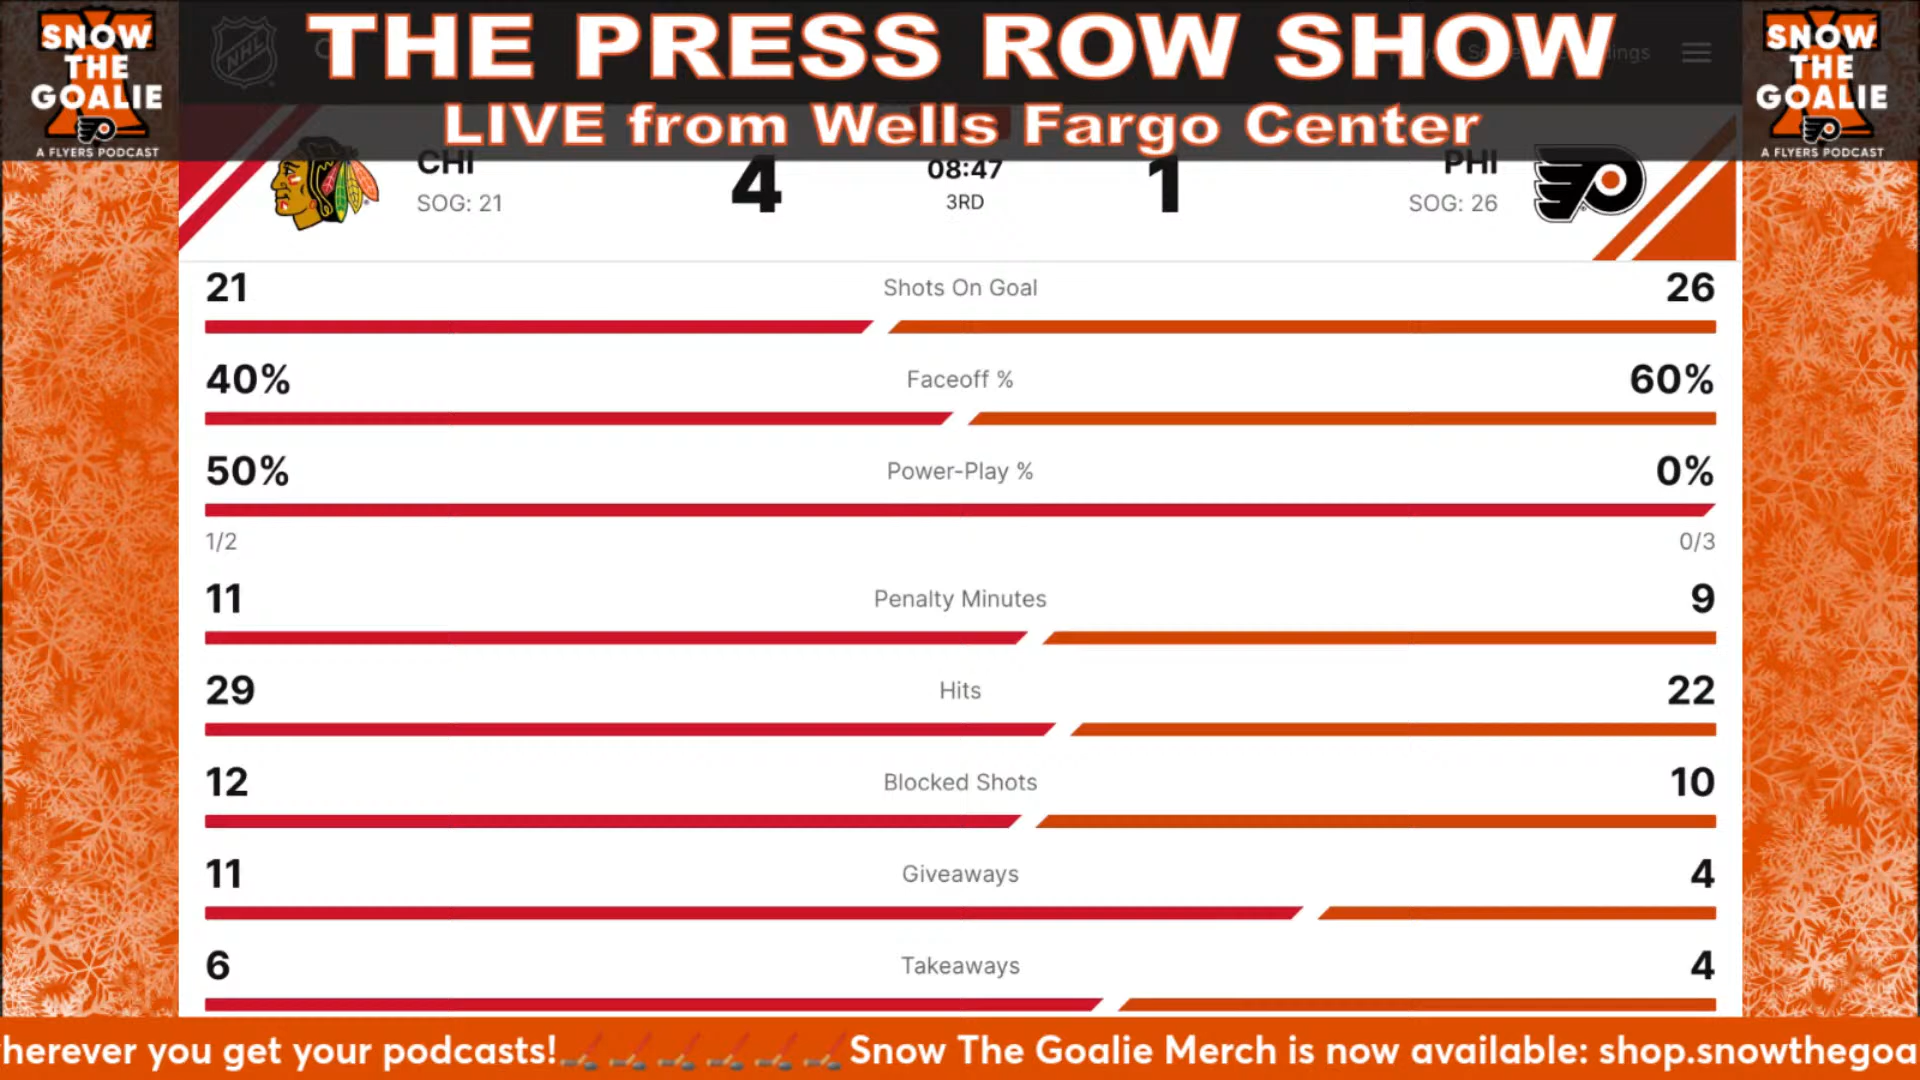 SNOW
THE
GOALIE
A FLYERS PODCAST
THE PRESS ROW SHOW
LIVE from Wells Fargo Center
SNOW
THE
GOALIE
A FLYERS PODCAST
NHL
CHI
SOG: 21
4
08:47
3RD
1
PHI
SOG: 26
21 Shots On Goal 26
40% Faceoff % 60%
50% Power-Play % 0%
1/2 0/3
11 Penalty Minutes 9
29 Hits 22
12 Blocked Shots 10
11 Giveaways 4
6 Takeaways 4
herever you get your podcasts! Snow The Goalie Merch is now available: shop.snowthegoa